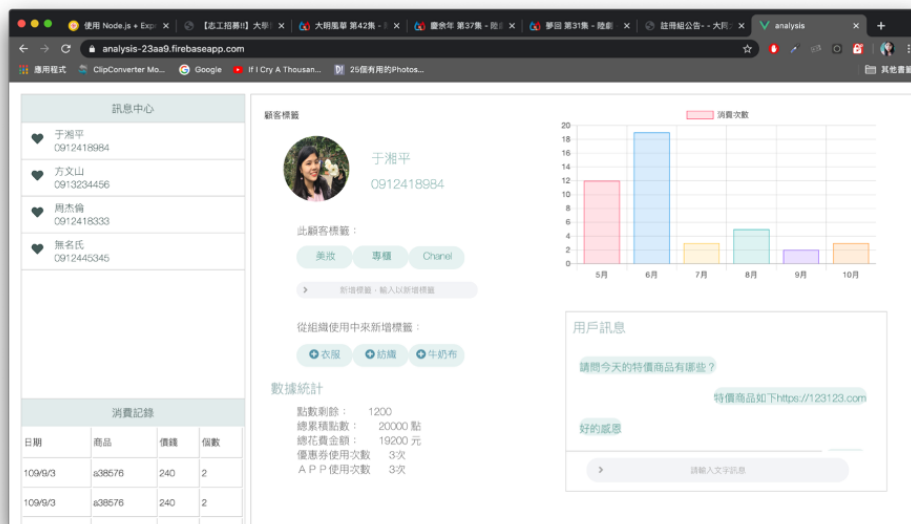 使用 Node.js + Exp
【志工招募!!】大學
大明風華 第42集 -
慶余年 第37集 - 陸
夢回 第31集 - 陸劇
註冊組公告- - 大同
analysis
analysis-23aa9.firebaseapp.com
應用程式
ClipConverter Mo...
Google
If I Cry A Thousan...
25個有用的Photos...
其他書籤
訊息中心
于湘平
0912418984
方文山
0913234456
周杰倫
0912418333
無名氏
0912445345
消費記錄
日期 商品 價錢 個數
109/9/3 a38576 240 2
109/9/3 a38576 240 2
顧客標籤
于湘平
0912418984
此顧客標籤：
美妝 專櫃 Chanel
新增標籤，輸入以新增標籤
從組織使用中來新增標籤：
衣服 紡織 牛奶布
數據統計
點數剩餘： 1200
總累積點數： 20000 點
總花費金額： 19200 元
優惠券使用次數 3次
ＡＰＰ使用次數 3次
消費次數
20
18
16
14
12
10
8
6
4
2
0
5月 6月 7月 8月 9月 10月
用戶訊息
請問今天的特價商品有哪些？
特價商品如下https://123123.com
好的感恩
請輸入文字訊息